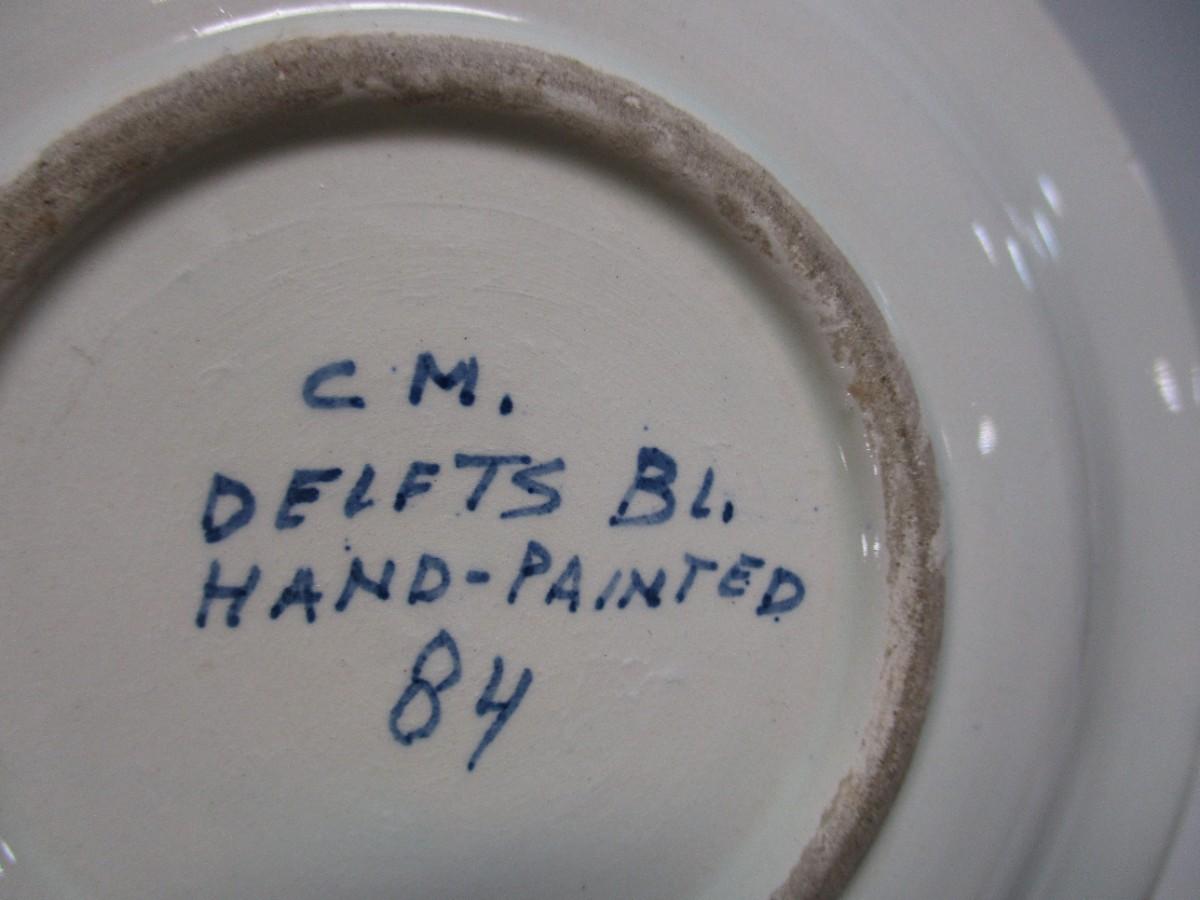 C M.
DELFTS BL.
HAND-PAINTED
84